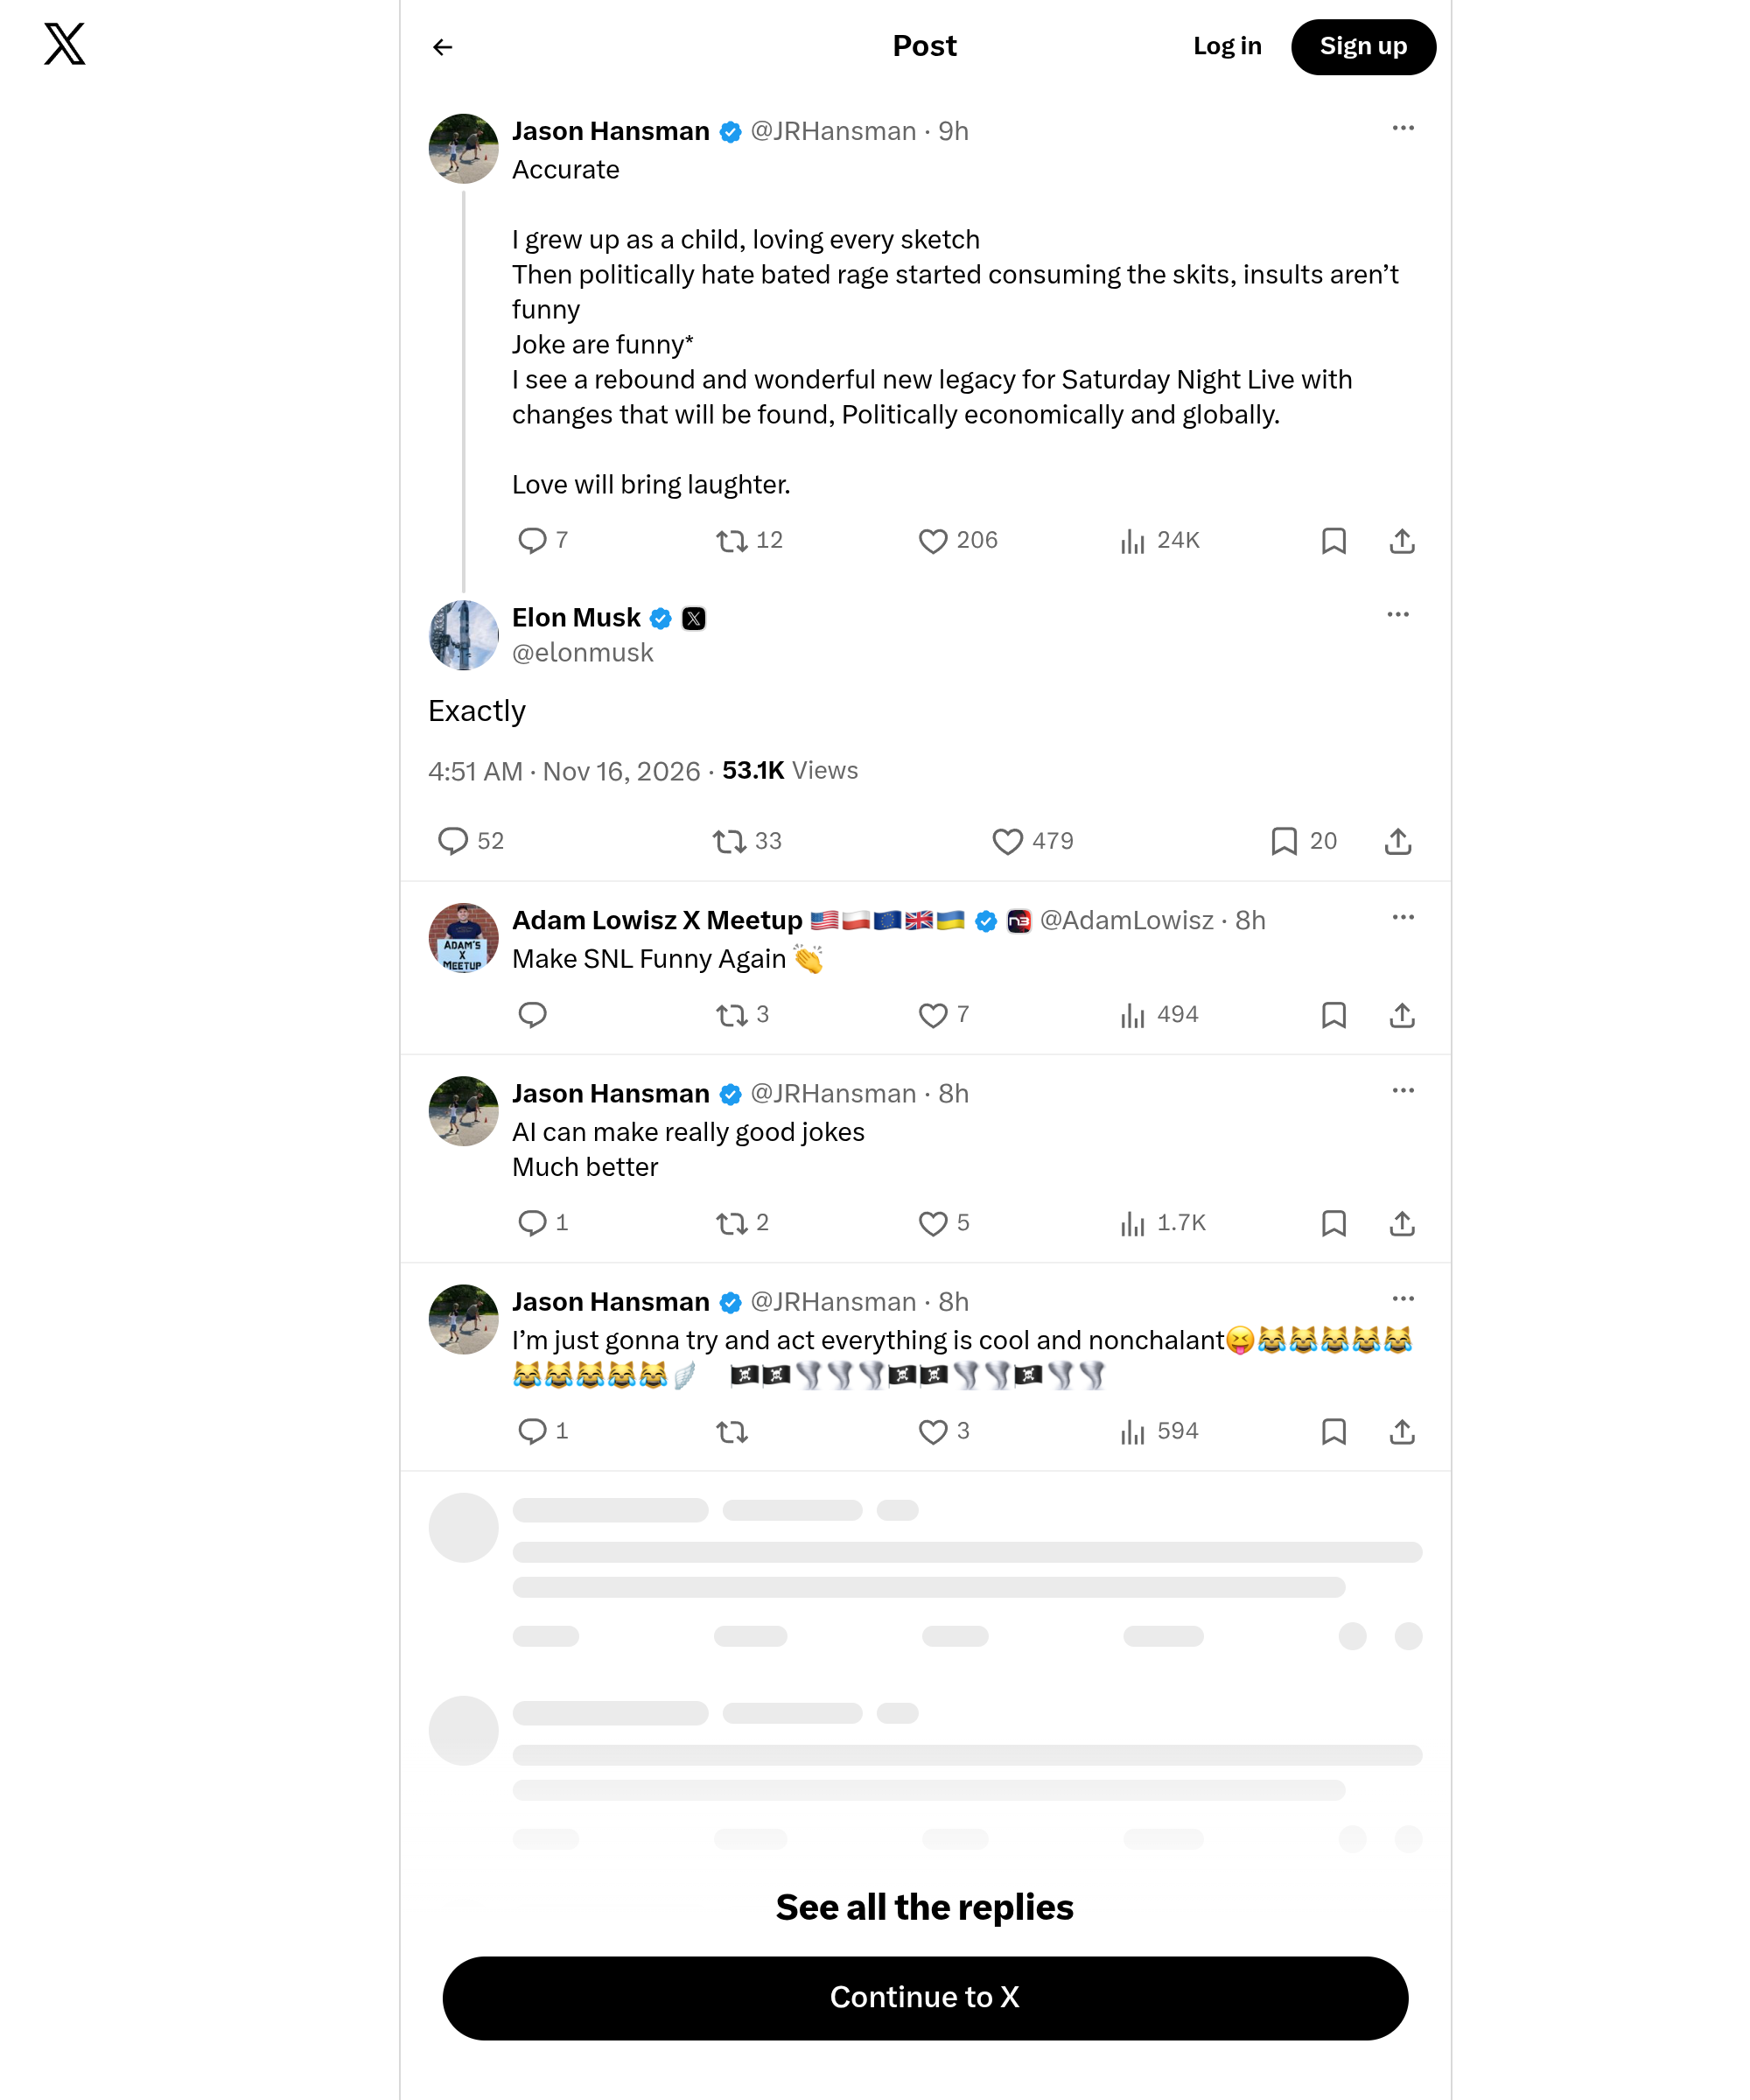 Post
Log in
Sign up
Jason Hansman @JRHansman · 9h
Accurate
I grew up as a child, loving every sketch
Then politically hate bated rage started consuming the skits, insults aren’t
funny
Joke are funny*
I see a rebound and wonderful new legacy for Saturday Night Live with
changes that will be found, Politically economically and globally.
Love will bring laughter.
7 12 206 24K
Elon Musk
@elonmusk
Exactly
4:51 AM · Nov 16, 2026 · 53.1K Views
52 33 479 20
Adam Lowisz X Meetup 🇺🇸🇵🇱🇪🇺🇬🇧🇺🇦 @AdamLowisz · 8h
ADAM'S
X
MEETUP
Make SNL Funny Again 👏
3 7 494
Jason Hansman @JRHansman · 8h
AI can make really good jokes
Much better
1 2 5 1.7K
Jason Hansman @JRHansman · 8h
I’m just gonna try and act everything is cool and nonchalant😝😹😹😹😹😹
😹😹😹😹😹🪽 🏴‍☠️🏴‍☠️🌪️🌪️🌪️🏴‍☠️🏴‍☠️🌪️🌪️🏴‍☠️🌪️🌪️
1 3 594
See all the replies
Continue to X